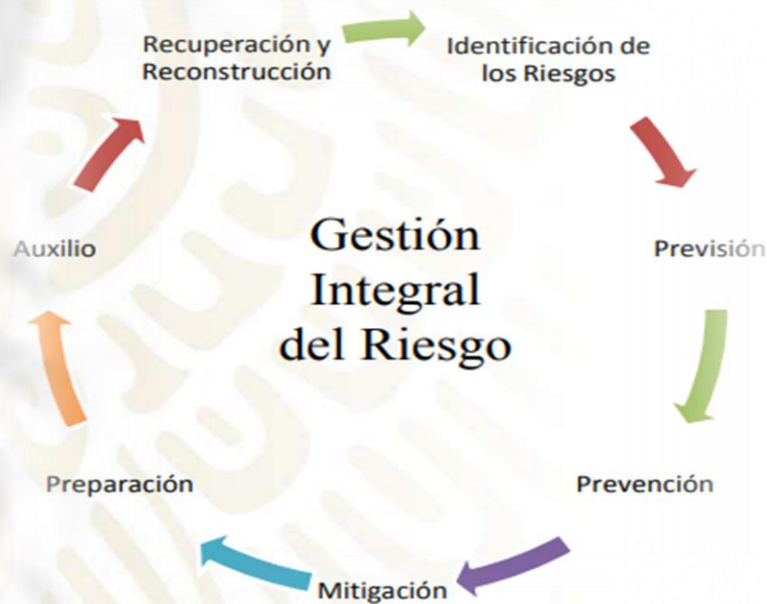 Recuperación y
Reconstrucción
Identificación de
los Riesgos
Auxilio
Gestión
Integral
del Riesgo
Previsión
Preparación
Prevención
Mitigación